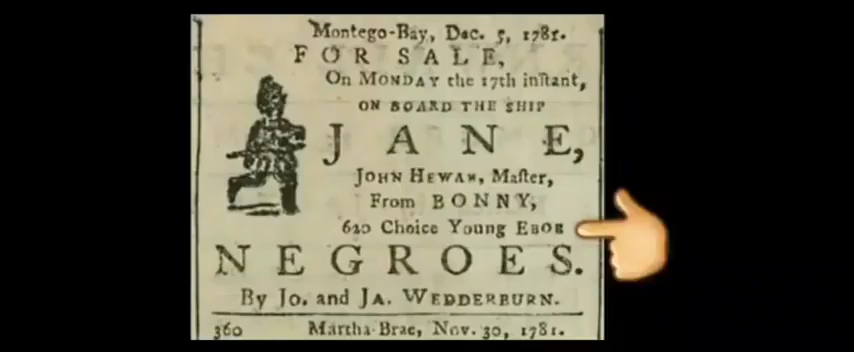 Montego-Bay, Dec. 5, 1781.
FOR SALE,
On MONDAY the 17th inſtant,
ON BOARD THE SHIP
JANE,
JOHN HEWAN, Maſter,
From BONNY,
620 Choice Young EBOE
NEGROES.
By JO. and JA. WEDDERBURN.
360 Martha-Brae, Nov. 30, 1781.